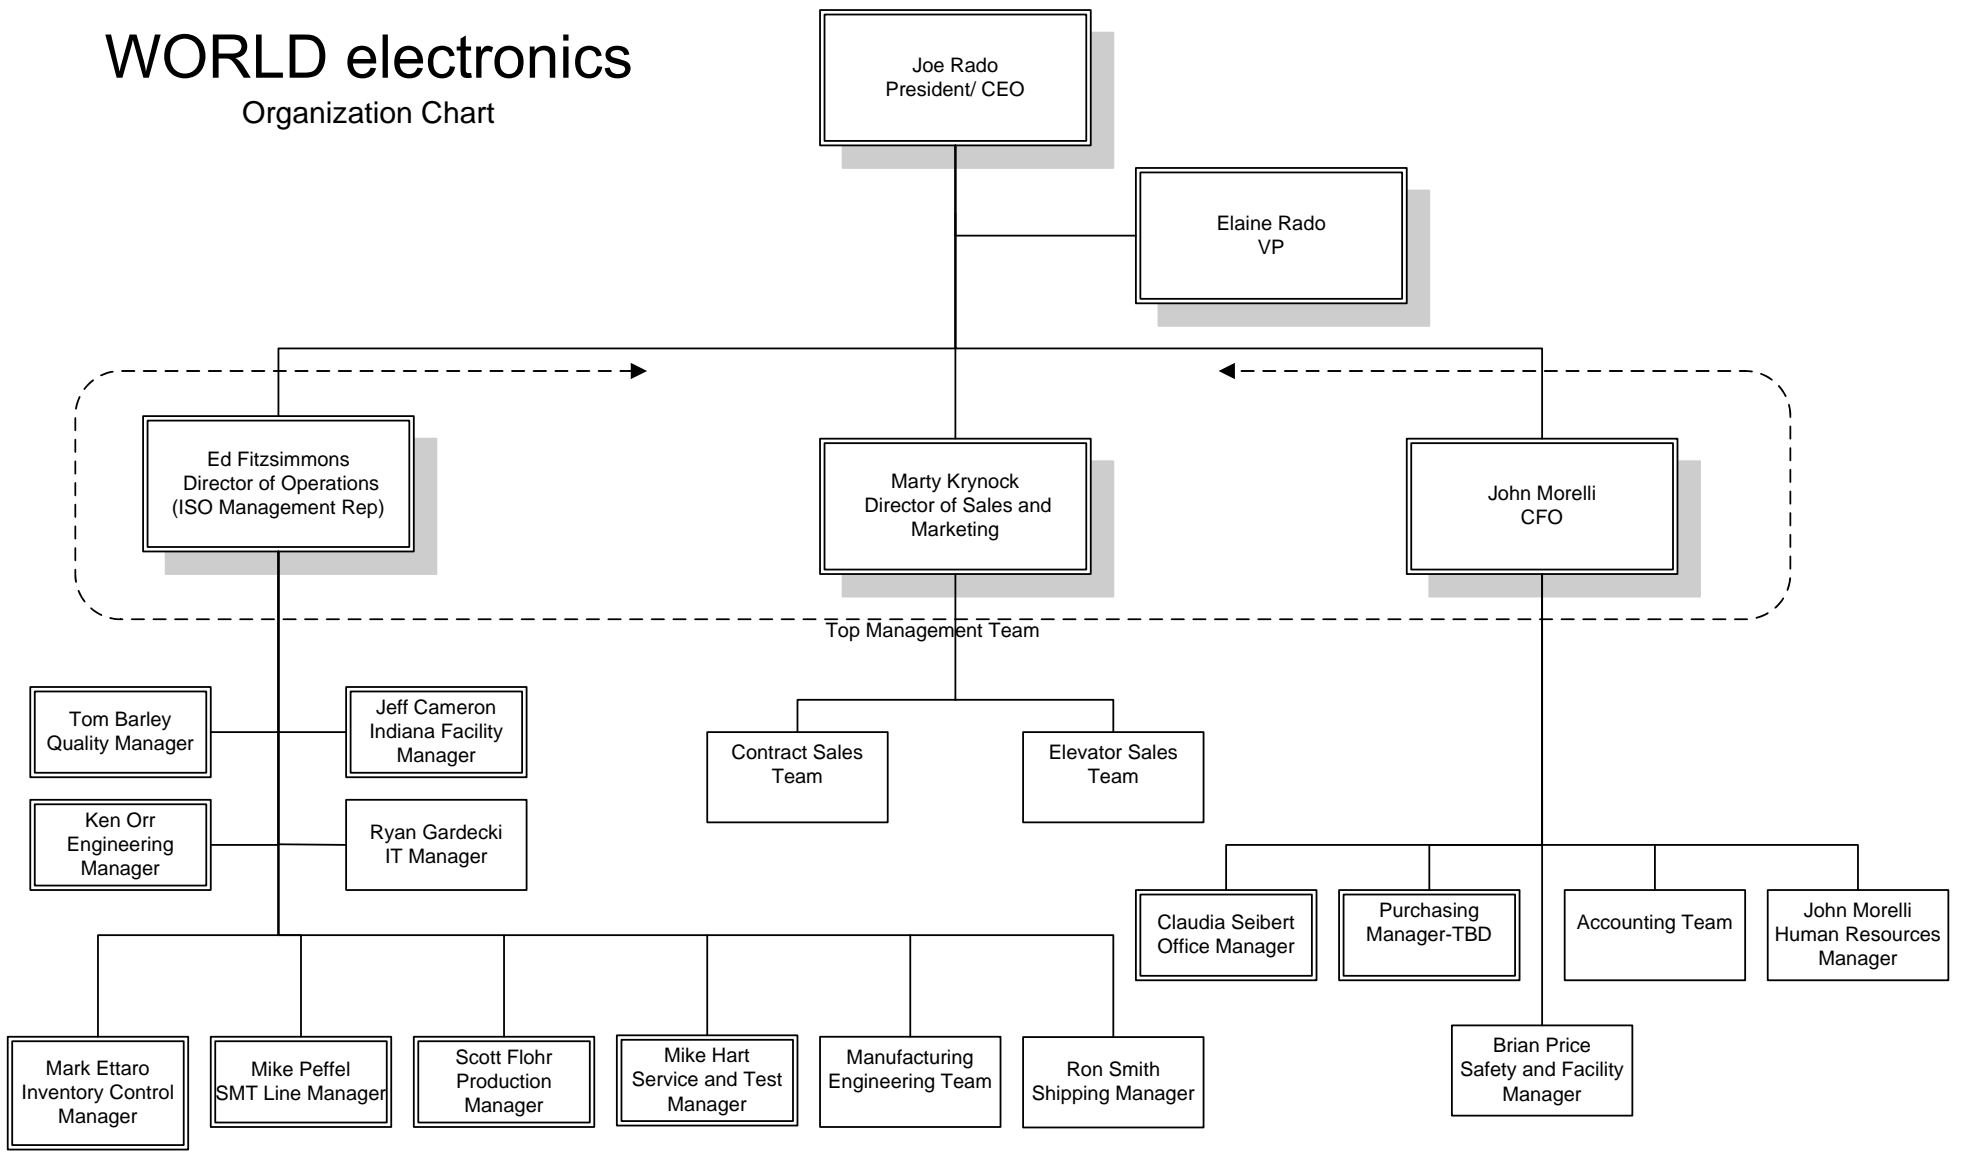 WORLD electronics
Organization Chart
Joe Rado
President/ CEO
Elaine Rado
VP
Ed Fitzsimmons
Director of Operations
(ISO Management Rep)
Marty Krynock
Director of Sales and
Marketing
John Morelli
CFO
Top Management Team
Tom Barley
Quality Manager
Jeff Cameron
Indiana Facility
Manager
Ken Orr
Engineering
Manager
Ryan Gardecki
IT Manager
Contract Sales
Team
Elevator Sales
Team
Claudia Seibert
Office Manager
Purchasing
Manager-TBD
Accounting Team
John Morelli
Human Resources
Manager
Mark Ettaro
Inventory Control
Manager
Mike Peffel
SMT Line Manager
Scott Flohr
Production
Manager
Mike Hart
Service and Test
Manager
Manufacturing
Engineering Team
Ron Smith
Shipping Manager
Brian Price
Safety and Facility
Manager